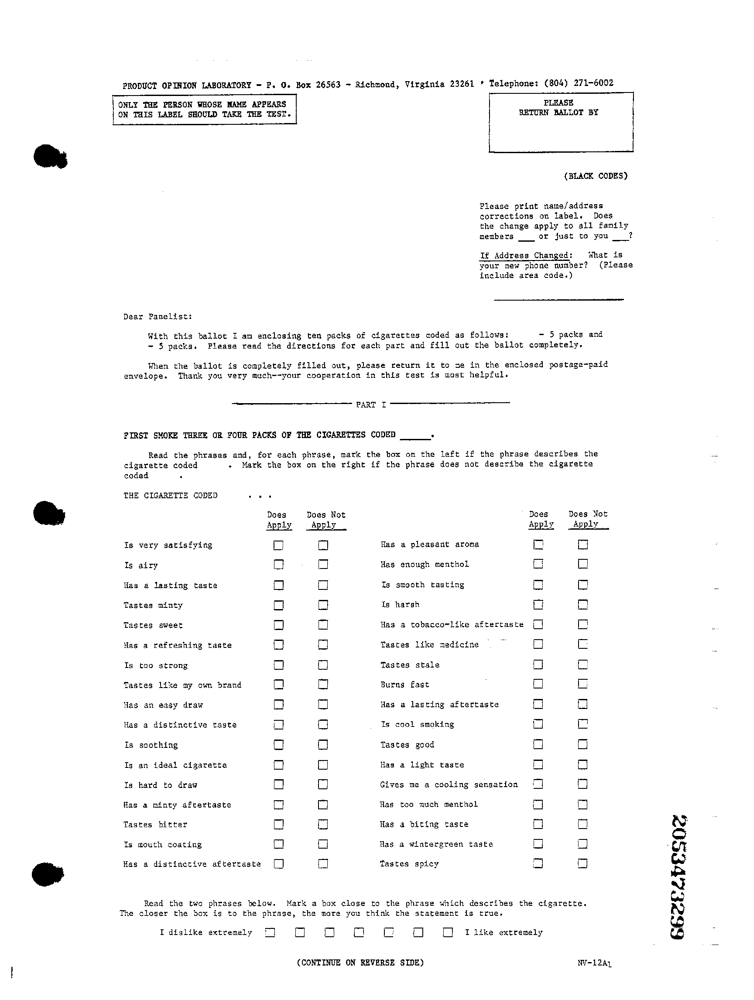 PRODUCT OPINION LABORATORY - P. O. Box 26563 - Richmond, Virginia 23261 * Telephone: (804) 271-6002
ONLY THE PERSON WHOSE NAME APPEARS
ON THIS LABEL SHOULD TAKE THE TEST.
PLEASE
RETURN BALLOT BY
(BLACK CODES)
Please print name/address
corrections on label. Does
the change apply to all family
members ___ or just to you ___?
If Address Changed: What is
your new phone number? (Please
include area code.)
Dear Panelist:
With this ballot I am enclosing ten packs of cigarettes coded as follows: - 5 packs and
- 5 packs. Please read the directions for each part and fill out the ballot completely.
When the ballot is completely filled out, please return it to me in the enclosed postage-paid
envelope. Thank you very much--your cooperation in this test is most helpful.
PART I
FIRST SMOKE THREE OR FOUR PACKS OF THE CIGARETTES CODED _____.
Read the phrases and, for each phrase, mark the box on the left if the phrase describes the
cigarette coded . Mark the box on the right if the phrase does not describe the cigarette
coded .
THE CIGARETTE CODED . . .
Does Does Not Does Does Not
Apply Apply Apply Apply
Is very satisfying ☐ ☐ Has a pleasant aroma ☐ ☐
Is airy ☐ ☐ Has enough menthol ☐ ☐
Has a lasting taste ☐ ☐ Is smooth tasting ☐ ☐
Tastes minty ☐ ☐ Is harsh ☐ ☐
Tastes sweet ☐ ☐ Has a tobacco-like aftertaste ☐ ☐
Has a refreshing taste ☐ ☐ Tastes like medicine ☐ ☐
Is too strong ☐ ☐ Tastes stale ☐ ☐
Tastes like my own brand ☐ ☐ Burns fast ☐ ☐
Has an easy draw ☐ ☐ Has a lasting aftertaste ☐ ☐
Has a distinctive taste ☐ ☐ Is cool smoking ☐ ☐
Is soothing ☐ ☐ Tastes good ☐ ☐
Is an ideal cigarette ☐ ☐ Has a light taste ☐ ☐
Is hard to draw ☐ ☐ Gives me a cooling sensation ☐ ☐
Has a minty aftertaste ☐ ☐ Has too much menthol ☐ ☐
Tastes bitter ☐ ☐ Has a biting taste ☐ ☐
Is mouth coating ☐ ☐ Has a wintergreen taste ☐ ☐
Has a distinctive aftertaste ☐ ☐ Tastes spicy ☐ ☐
Read the two phrases below. Mark a box close to the phrase which describes the cigarette.
The closer the box is to the phrase, the more you think the statement is true.
I dislike extremely ☐ ☐ ☐ ☐ ☐ ☐ ☐ I like extremely
(CONTINUE ON REVERSE SIDE)
NV-12A1
2053473299